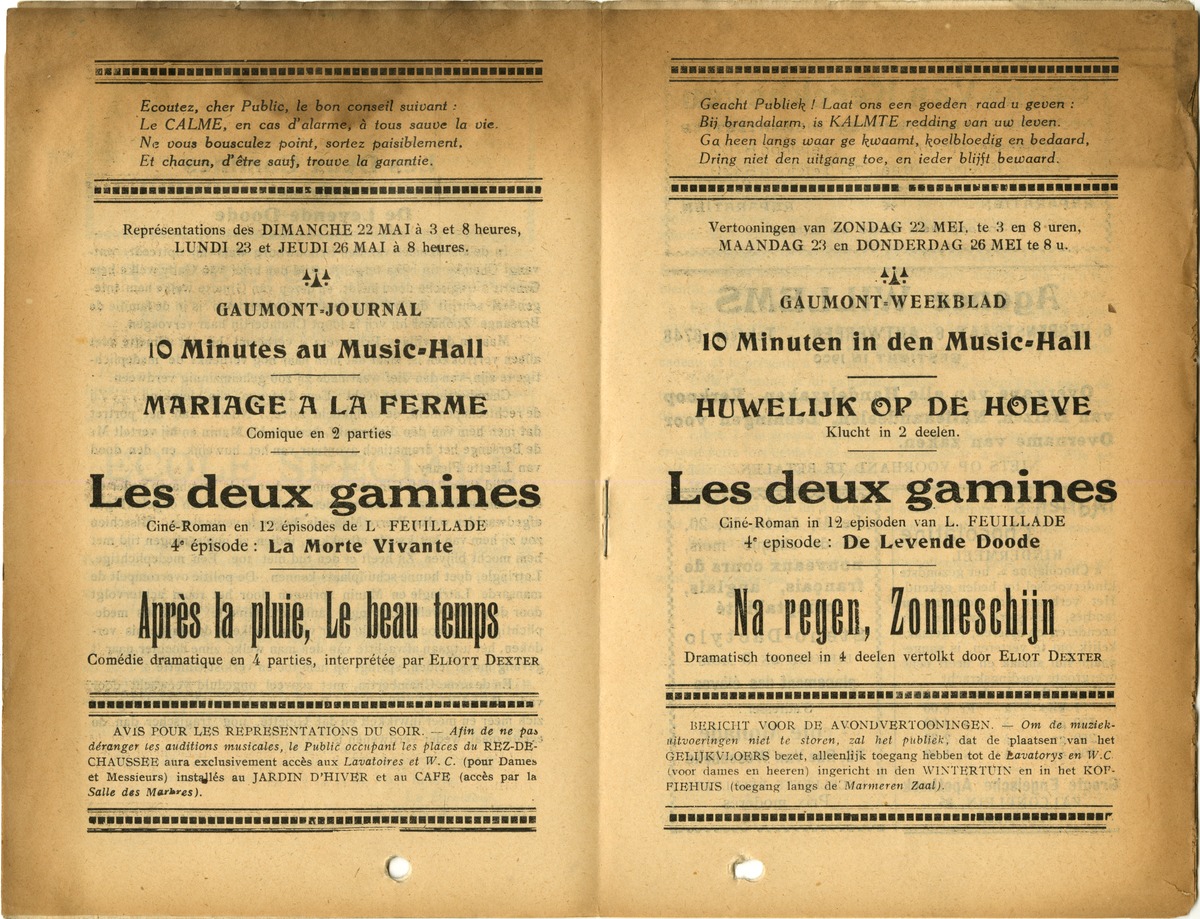 Ecoutez, cher Public, le bon conseil suivant :
Le CALME, en cas d'alarme, à tous sauve la vie.
Ne vous bousculez point, sortez paisiblement,
Et chacun, d'être sauf, trouve la garantie.
Représentations des DIMANCHE 22 MAI à 3 et 8 heures,
LUNDI 23 et JEUDI 26 MAI à 8 heures.
GAUMONT-JOURNAL
10 Minutes au Music-Hall
MARIAGE A LA FERME
Comique en 2 parties
Les deux gamines
Ciné-Roman en 12 épisodes de L FEUILLADE
4e épisode : La Morte Vivante
Après la pluie, Le beau temps
Comédie dramatique en 4 parties, interprétée par ELIOTT DEXTER
AVIS POUR LES REPRESENTATIONS DU SOIR. — Afin de ne pas
déranger les auditions musicales, le Public occupant les places du REZ-DE-
CHAUSSEE aura exclusivement accès aux Lavatoires et W. C. (pour Dames
et Messieurs) installés au JARDIN D'HIVER et au CAFE (accès par la
Salle des Marbres).
Geacht Publiek ! Laat ons een goeden raad u geven :
Bij brandalarm, is KALMTE redding van uw leven.
Ga heen langs waar ge kwaamt, koelbloedig en bedaard,
Dring niet den uitgang toe, en ieder blijft bewaard.
Vertooningen van ZONDAG 22 MEI, te 3 en 8 uren,
MAANDAG 23 en DONDERDAG 26 MEI te 8 u.
GAUMONT-WEEKBLAD
10 Minuten in den Music-Hall
HUWELIJK OP DE HOEVE
Klucht in 2 deelen.
Les deux gamines
Ciné-Roman in 12 episoden van L. FEUILLADE
4e episode : De Levende Doode
Na regen, Zonneschijn
Dramatisch tooneel in 4 deelen vertolkt door ELIOT DEXTER
BERICHT VOOR DE AVONDVERTOONINGEN. — Om de muziek-
uitvoeringen niet te storen, zal het publiek, dat de plaatsen van het
GELIJKVLOERS bezet, alleenlijk toegang hebben tot de Lavatorys en W.C.
(voor dames en heeren) ingericht in den WINTERTUIN en in het KOF-
FIEHUIS (toegang langs de Marmeren Zaal).